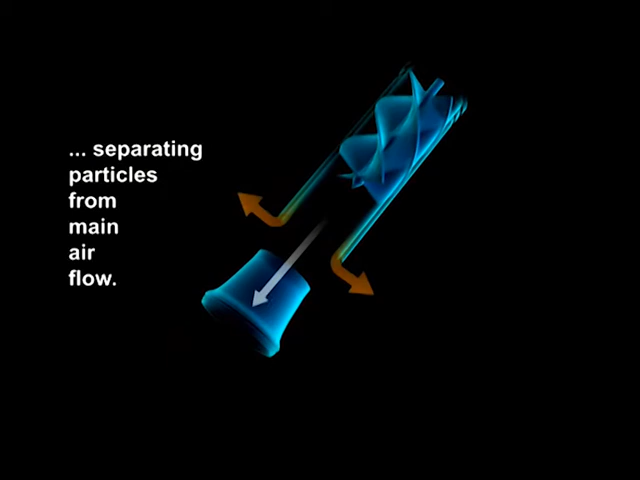 ... separating
particles
from
main
air
flow.